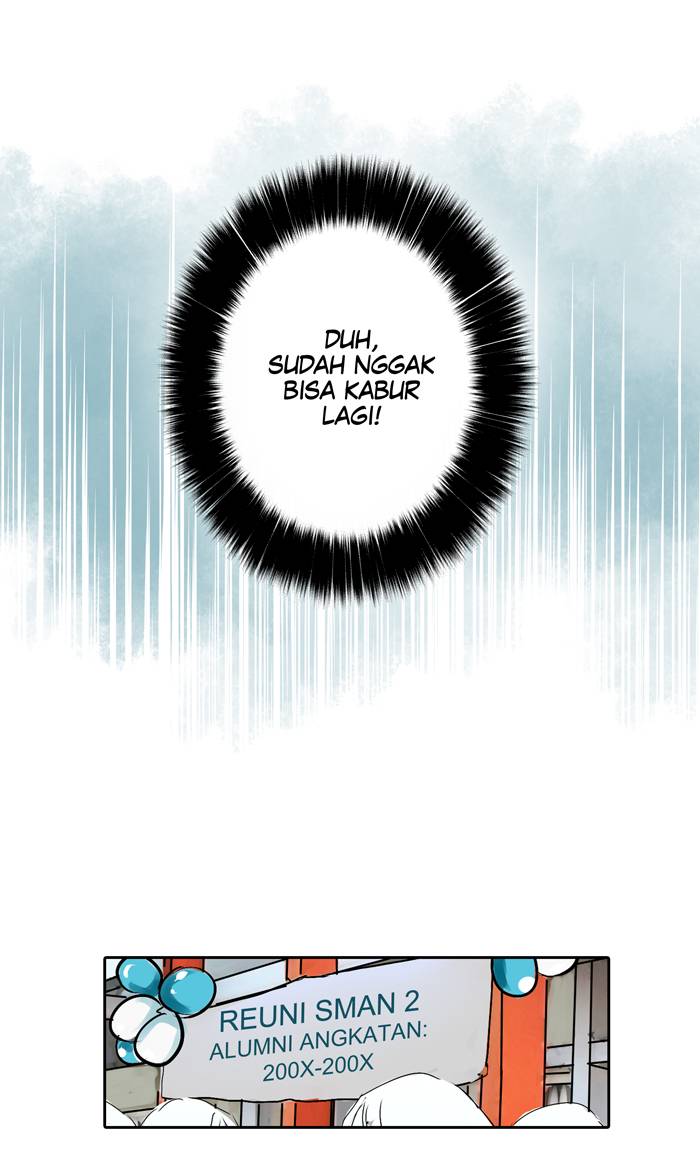 DUH,
SUDAH NGGAK
BISA KABUR
LAGI!
REUNI SMAN 2
ALUMNI ANGKATAN:
200X-200X